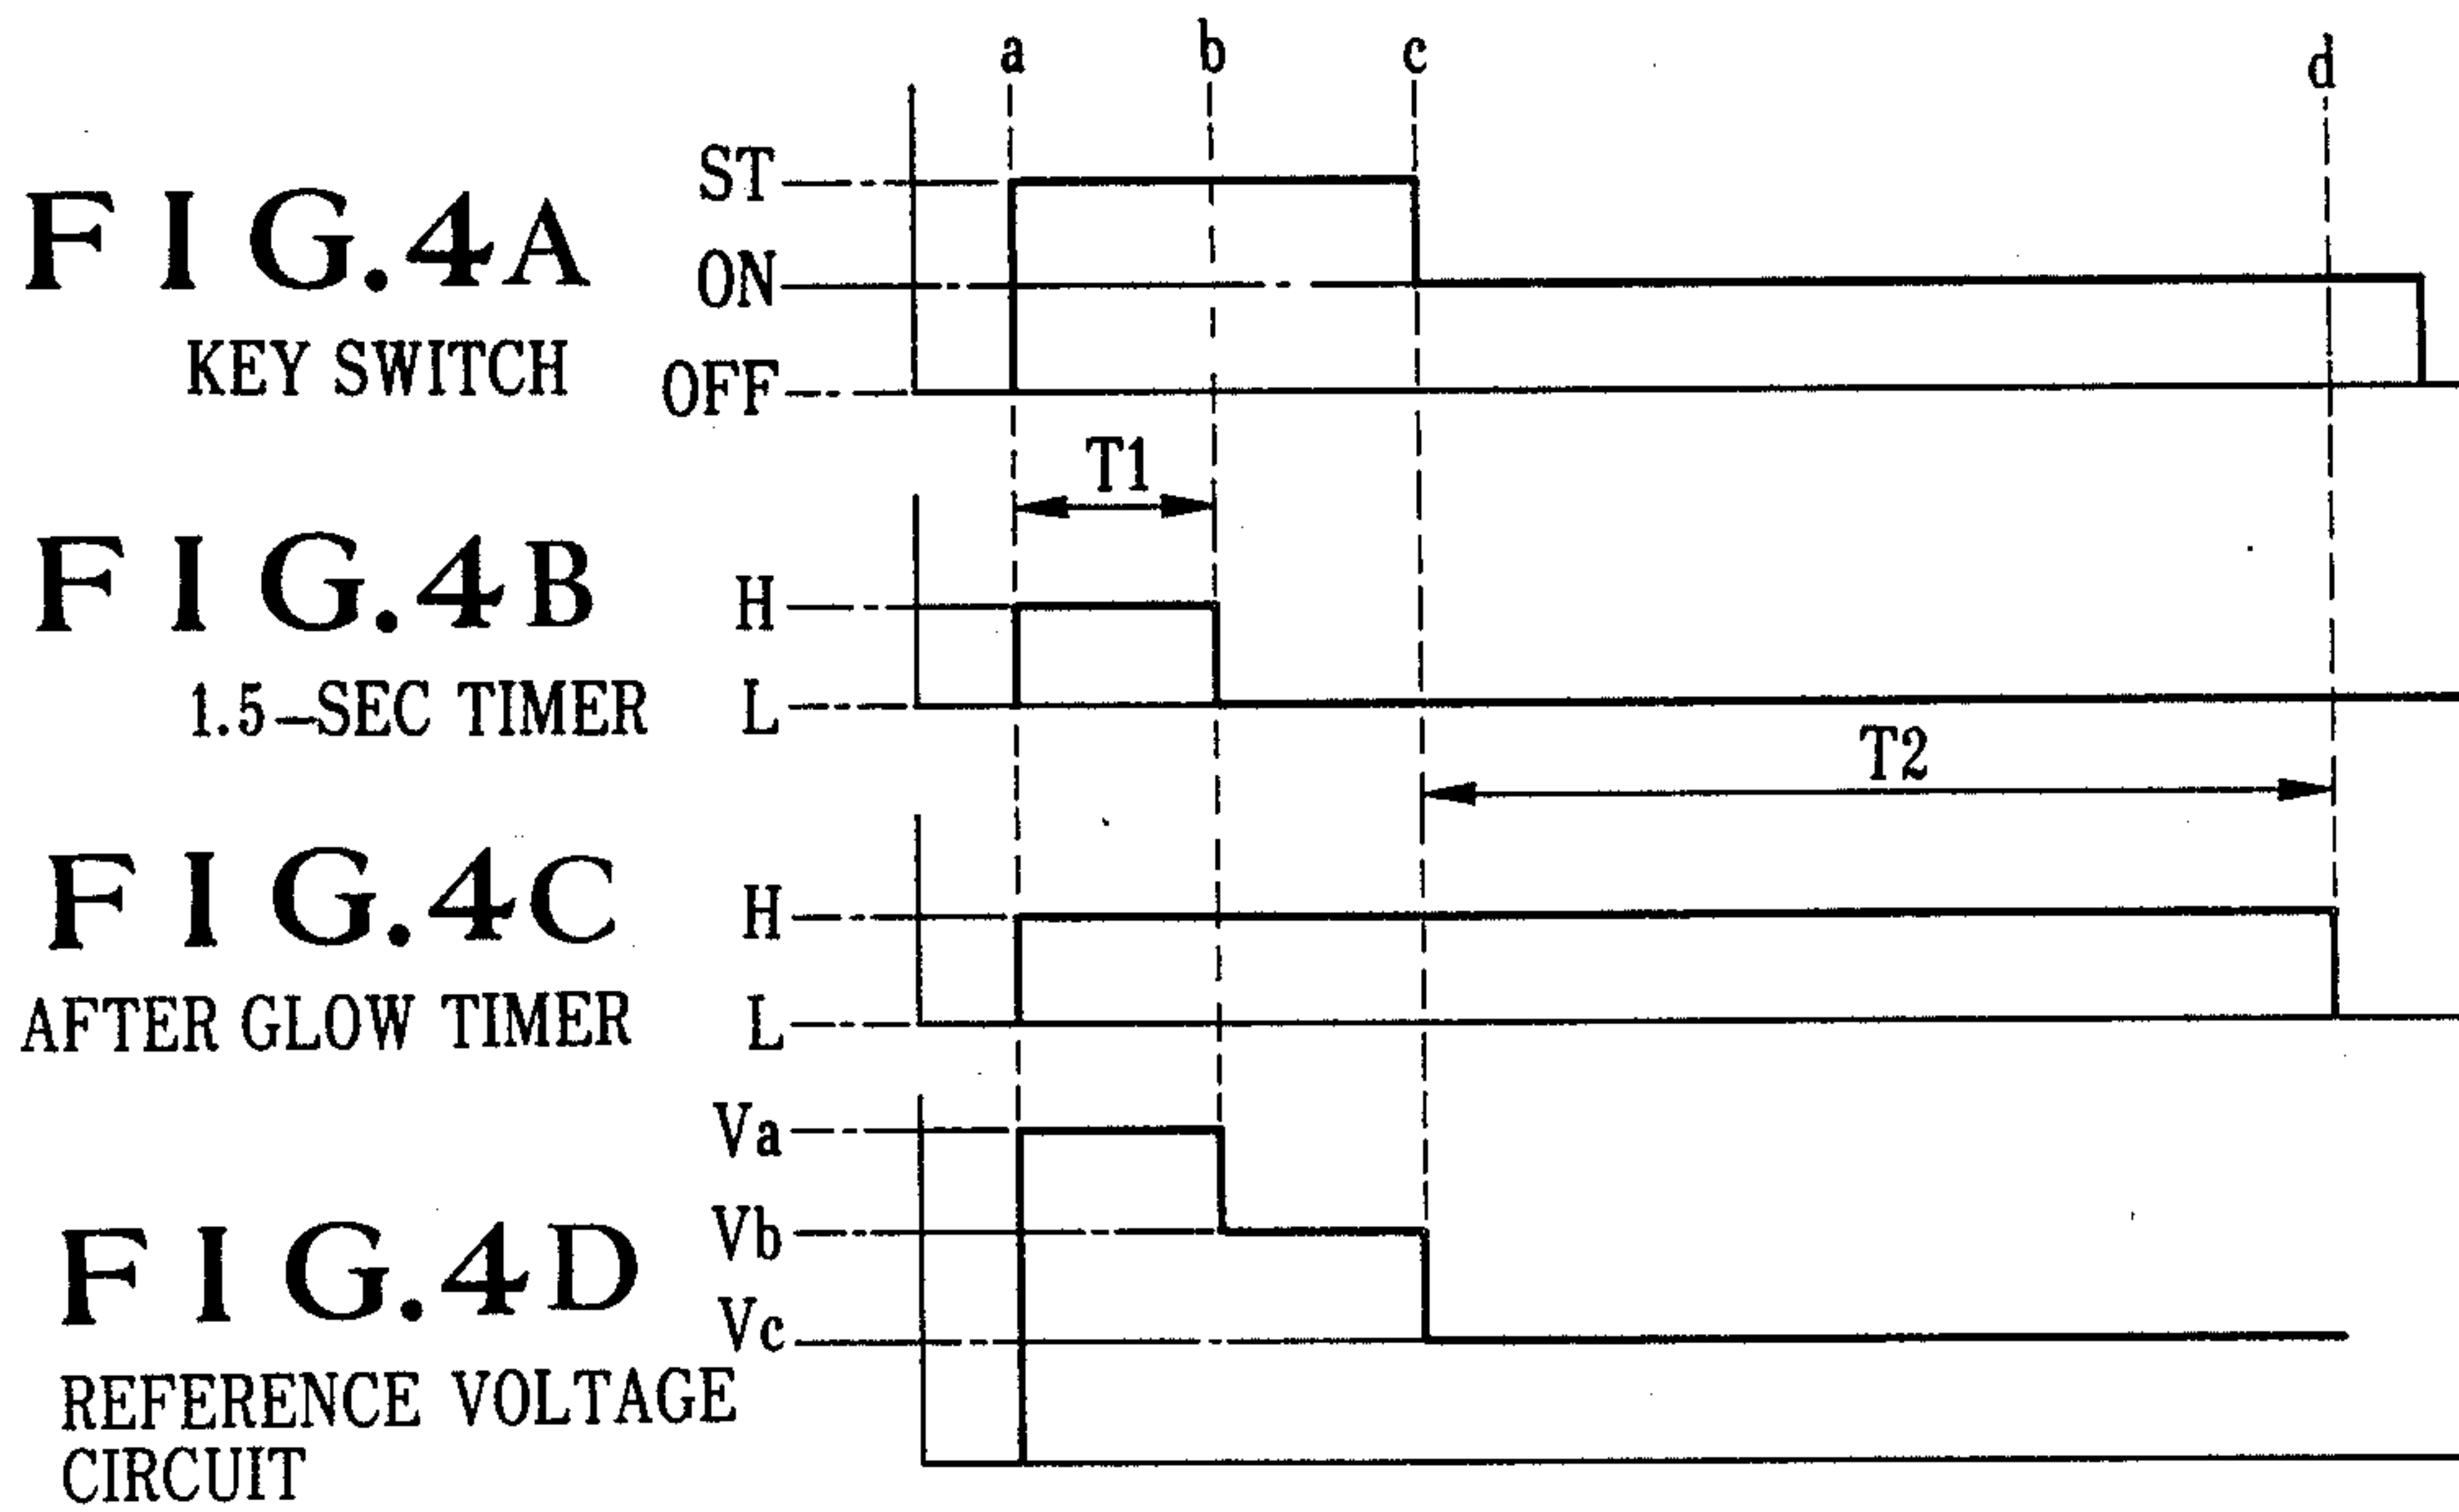 a b c d
FIG.4A
KEY SWITCH
ST
ON
OFF
T1
FIG.4B
1.5-SEC TIMER
H
L
T2
FIG.4C
AFTER GLOW TIMER
H
L
FIG.4D
REFERENCE VOLTAGE
CIRCUIT
Va
Vb
Vc